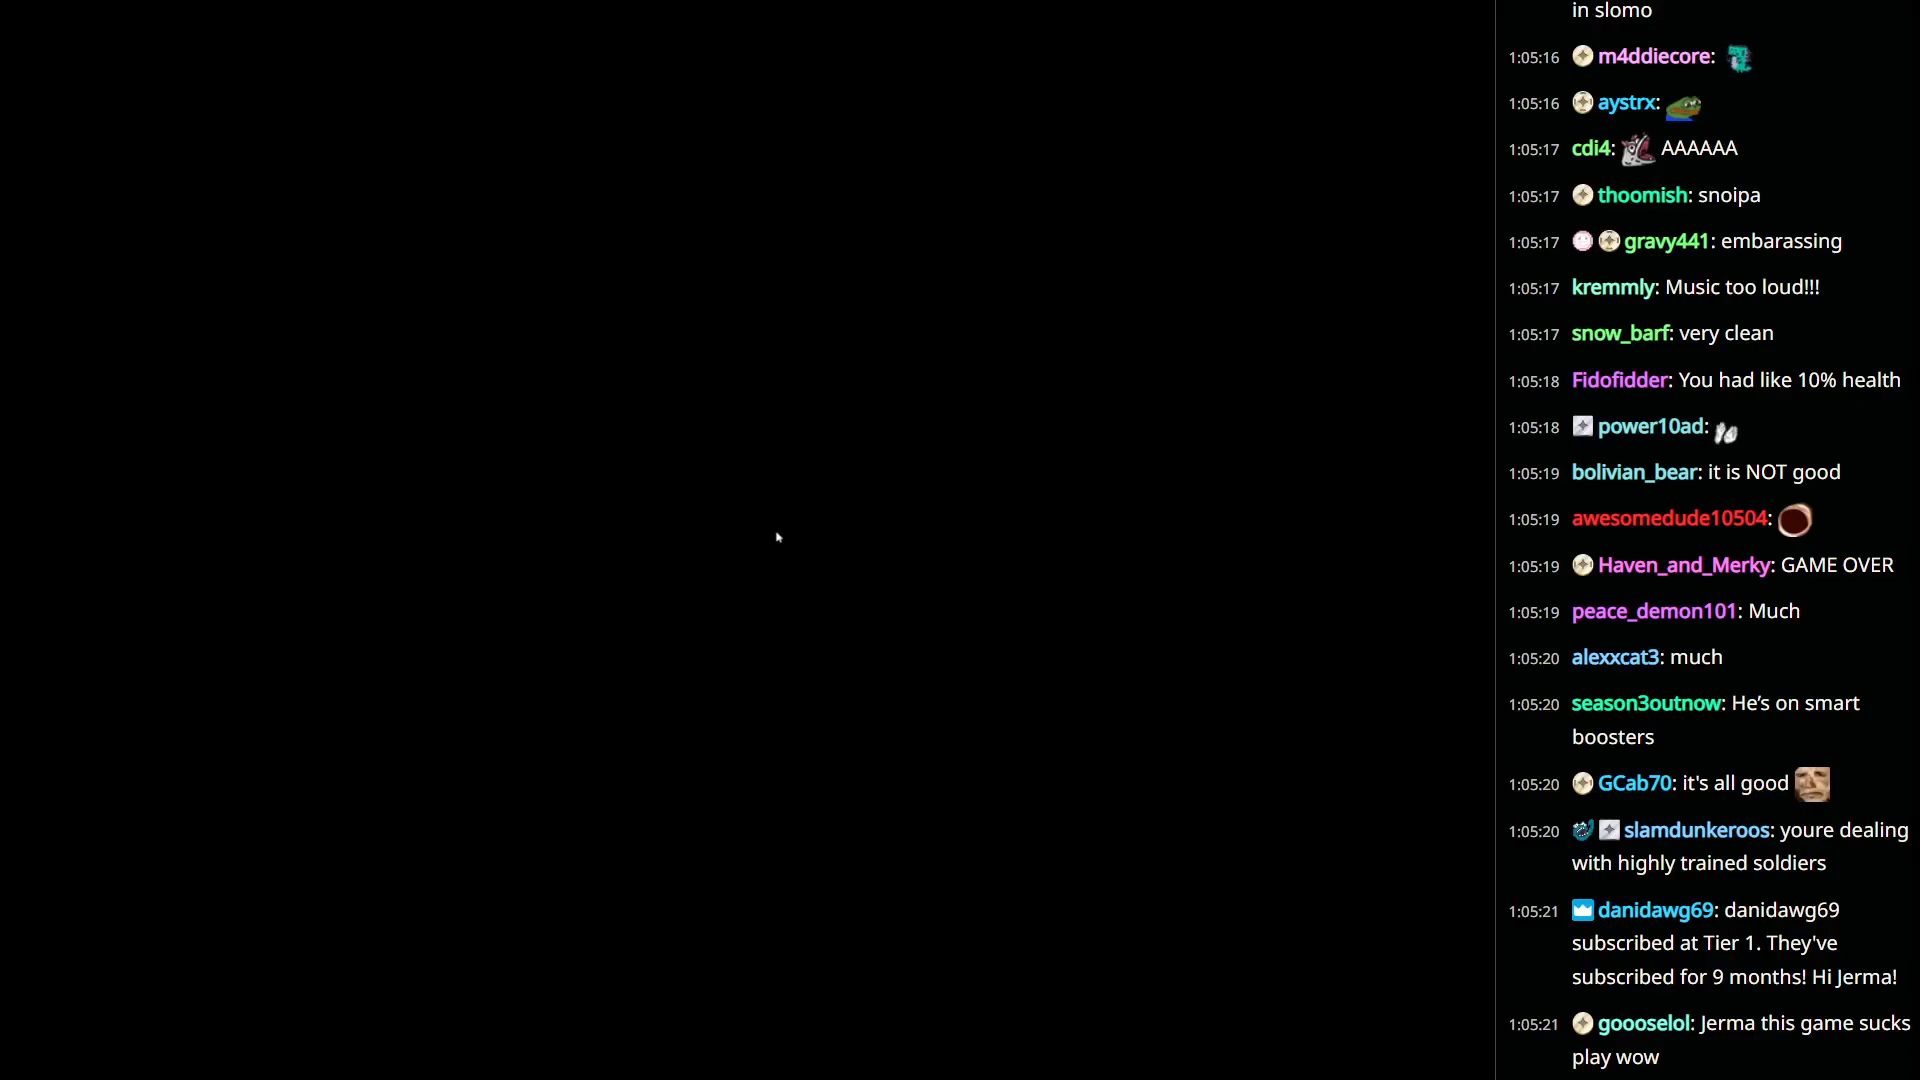 in slomo
1:05:16 m4ddiecore:
1:05:16 aystrx:
1:05:17 cdi4: AAAAAA
1:05:17 thoomish: snoipa
1:05:17 gravy441: embarassing
1:05:17 kremmly: Music too loud!!!
1:05:17 snow_barf: very clean
1:05:18 Fidofidder: You had like 10% health
1:05:18 power10ad:
1:05:19 bolivian_bear: it is NOT good
1:05:19 awesomedude10504:
1:05:19 Haven_and_Merky: GAME OVER
1:05:19 peace_demon101: Much
1:05:20 alexxcat3: much
1:05:20 season3outnow: He’s on smart
boosters
1:05:20 GCab70: it's all good
1:05:20 slamdunkeroos: youre dealing
with highly trained soldiers
1:05:21 danidawg69: danidawg69
subscribed at Tier 1. They've
subscribed for 9 months! Hi Jerma!
1:05:21 goooselol: Jerma this game sucks
play wow